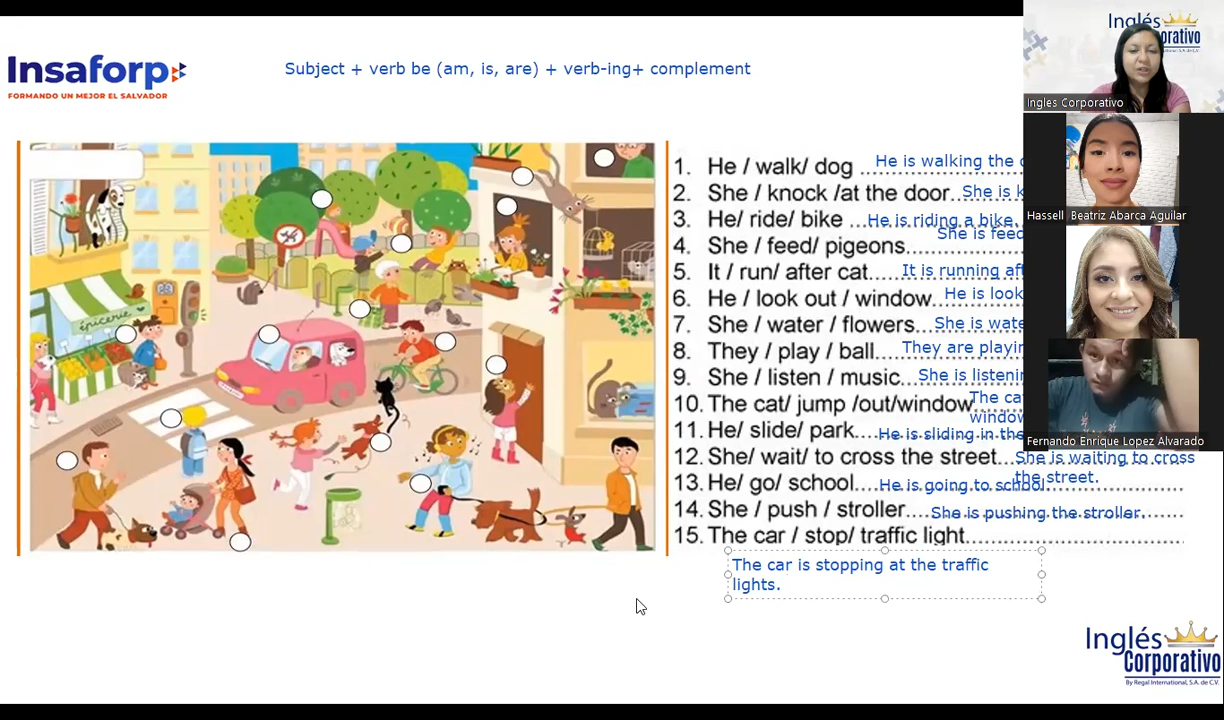 Insaforp
FORMANDO UN MEJOR EL SALVADOR
Subject + verb be (am, is, are) + verb-ing+ complement
Inglés
Corporativo
Ingles Corporativo
Hassell Beatriz Abarca Aguilar
Fernando Enrique Lopez Alvarado
épicerie
1. He / walk/ dog ... He is walking the
2. She / knock /at the door. She is
3. He/ ride/ bike ... He is riding a bike.
4. She / feed/ pigeons. She is feed
5. It / run/ after cat..... It is running
6. He / look out / window. He is look
7. She / water / flowers... She is wate
8. They / play / ball.... They are playin
9. She / listen / music... She is listenin
10. The cat/ jump /out/window The ca
window
11. He/ slide/ park.... He is sliding in the
12. She/ wait/ to cross the street... She is waiting to cross
the street.
13. He/ go/ school.... He is going to school.
14. She / push / stroller.... She is pushing the stroller.
15. The car / stop/ traffic light.
The car is stopping at the traffic
lights.
Inglés
Corporativo
By Regal International, S.A. de C.V.